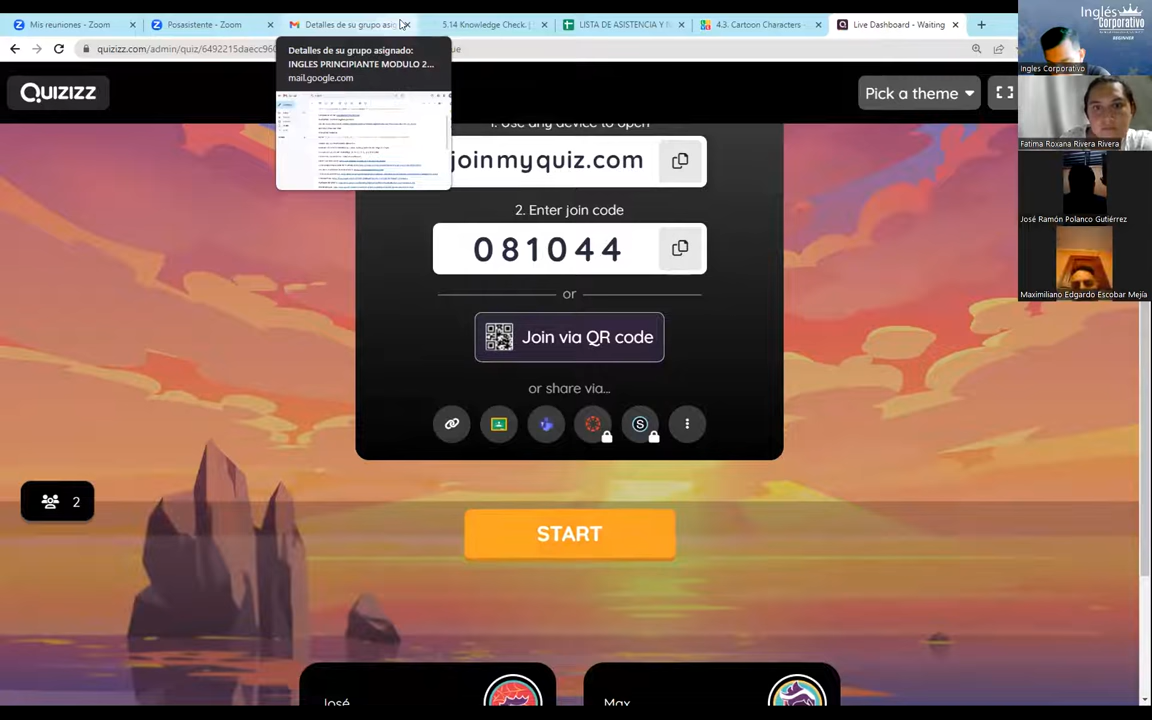 Mis reuniones - Zoom
Posasistente - Zoom
Detalles de su grupo asig
5.14 Knowledge Check.
LISTA DE ASISTENCIA Y
4.3. Cartoon Characters -
Live Dashboard - Waiting
quizizz.com/admin/quiz/6492215daecc960
ue
Detalles de su grupo asignado:
INGLES PRINCIPIANTE MODULO 2...
mail.google.com
Quizizz
Pick a theme
1. Use any device to open
joinmyquiz.com
2. Enter join code
081044
or
Join via QR code
or share via...
S
2
START
José
Max
Inglés
Corporativo
BEGINNER
Ingles Corporativo
Fatima Roxana Rivera Rivera
José Ramón Polanco Gutiérrez
Maximiliano Edgardo Escobar Mejía